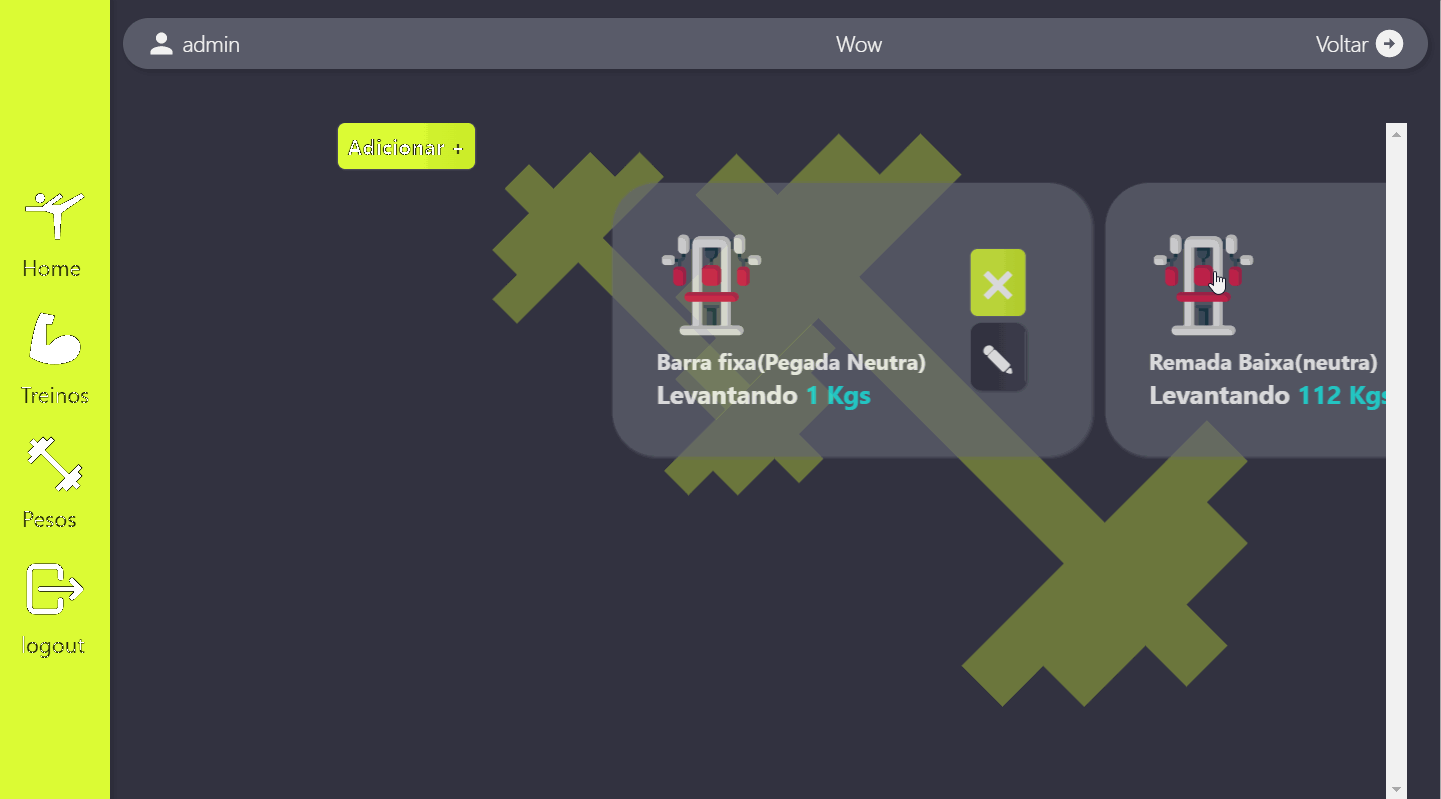 admin
Wow
Voltar
Adicionar +
Home
Treinos
Pesos
logout
Barra fixa(Pegada Neutra)
Levantando 1 Kgs
Remada Baixa(neutra)
Levantando 112 Kgs